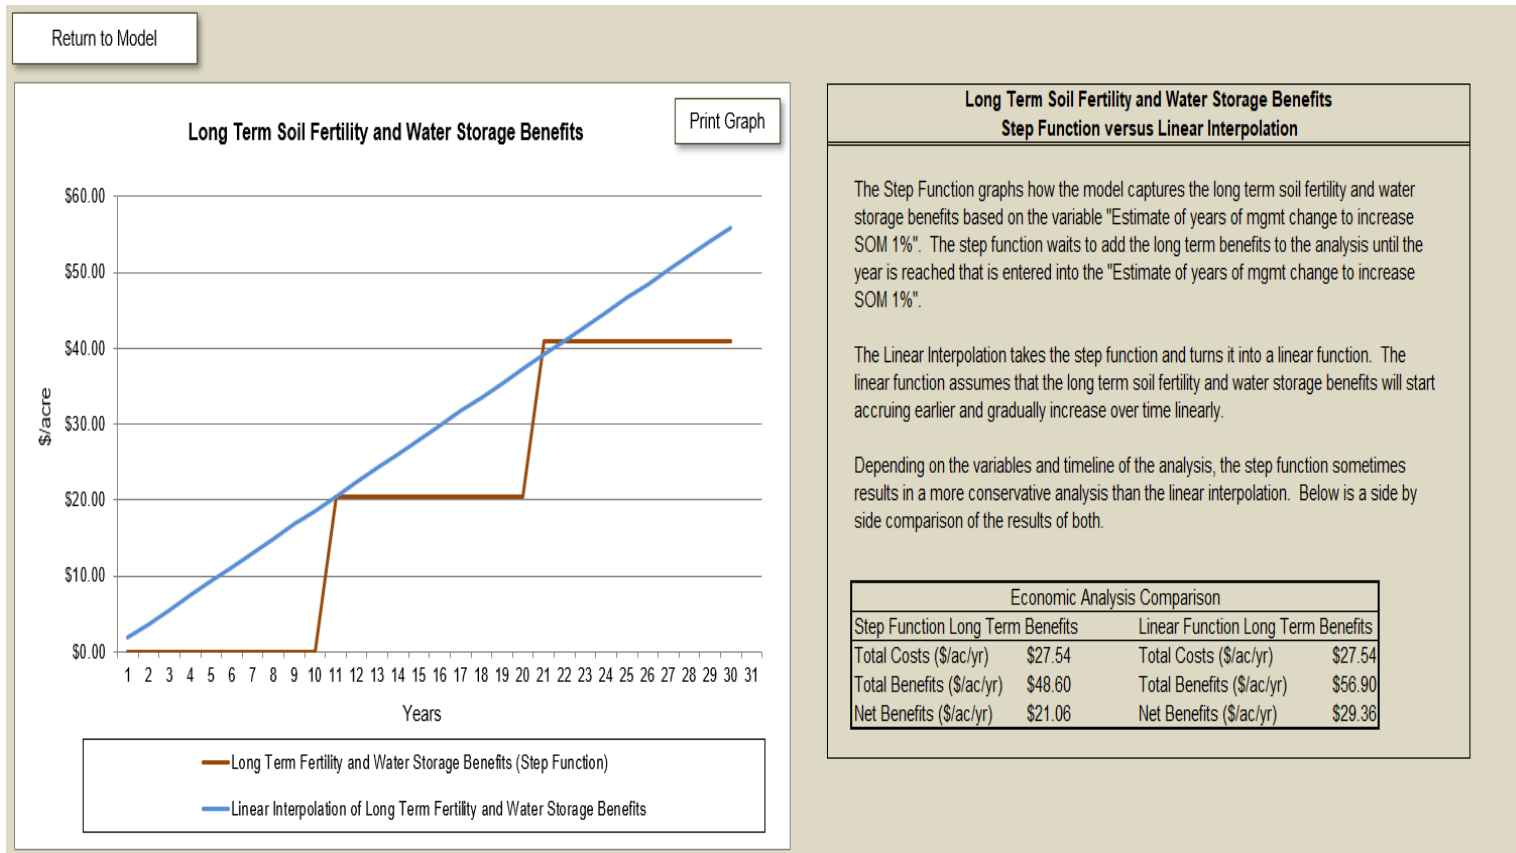 Return to Model
Print Graph
Long Term Soil Fertility and Water Storage Benefits
$60.00
$50.00
$40.00
$30.00
$20.00
$10.00
$0.00
$/acre
1 2 3 4 5 6 7 8 9 10 11 12 13 14 15 16 17 18 19 20 21 22 23 24 25 26 27 28 29 30 31
Years
Long Term Fertility and Water Storage Benefits (Step Function)
Linear Interpolation of Long Term Fertility and Water Storage Benefits
Long Term Soil Fertility and Water Storage Benefits
Step Function versus Linear Interpolation
The Step Function graphs how the model captures the long term soil fertility and water
storage benefits based on the variable "Estimate of years of mgmt change to increase
SOM 1%". The step function waits to add the long term benefits to the analysis until the
year is reached that is entered into the "Estimate of years of mgmt change to increase
SOM 1%".
The Linear Interpolation takes the step function and turns it into a linear function. The
linear function assumes that the long term soil fertility and water storage benefits will start
accruing earlier and gradually increase over time linearly.
Depending on the variables and timeline of the analysis, the step function sometimes
results in a more conservative analysis than the linear interpolation. Below is a side by
side comparison of the results of both.
Economic Analysis Comparison
Step Function Long Term Benefits Linear Function Long Term Benefits
Total Costs ($/ac/yr) $27.54 Total Costs ($/ac/yr) $27.54
Total Benefits ($/ac/yr) $48.60 Total Benefits ($/ac/yr) $56.90
Net Benefits ($/ac/yr) $21.06 Net Benefits ($/ac/yr) $29.36